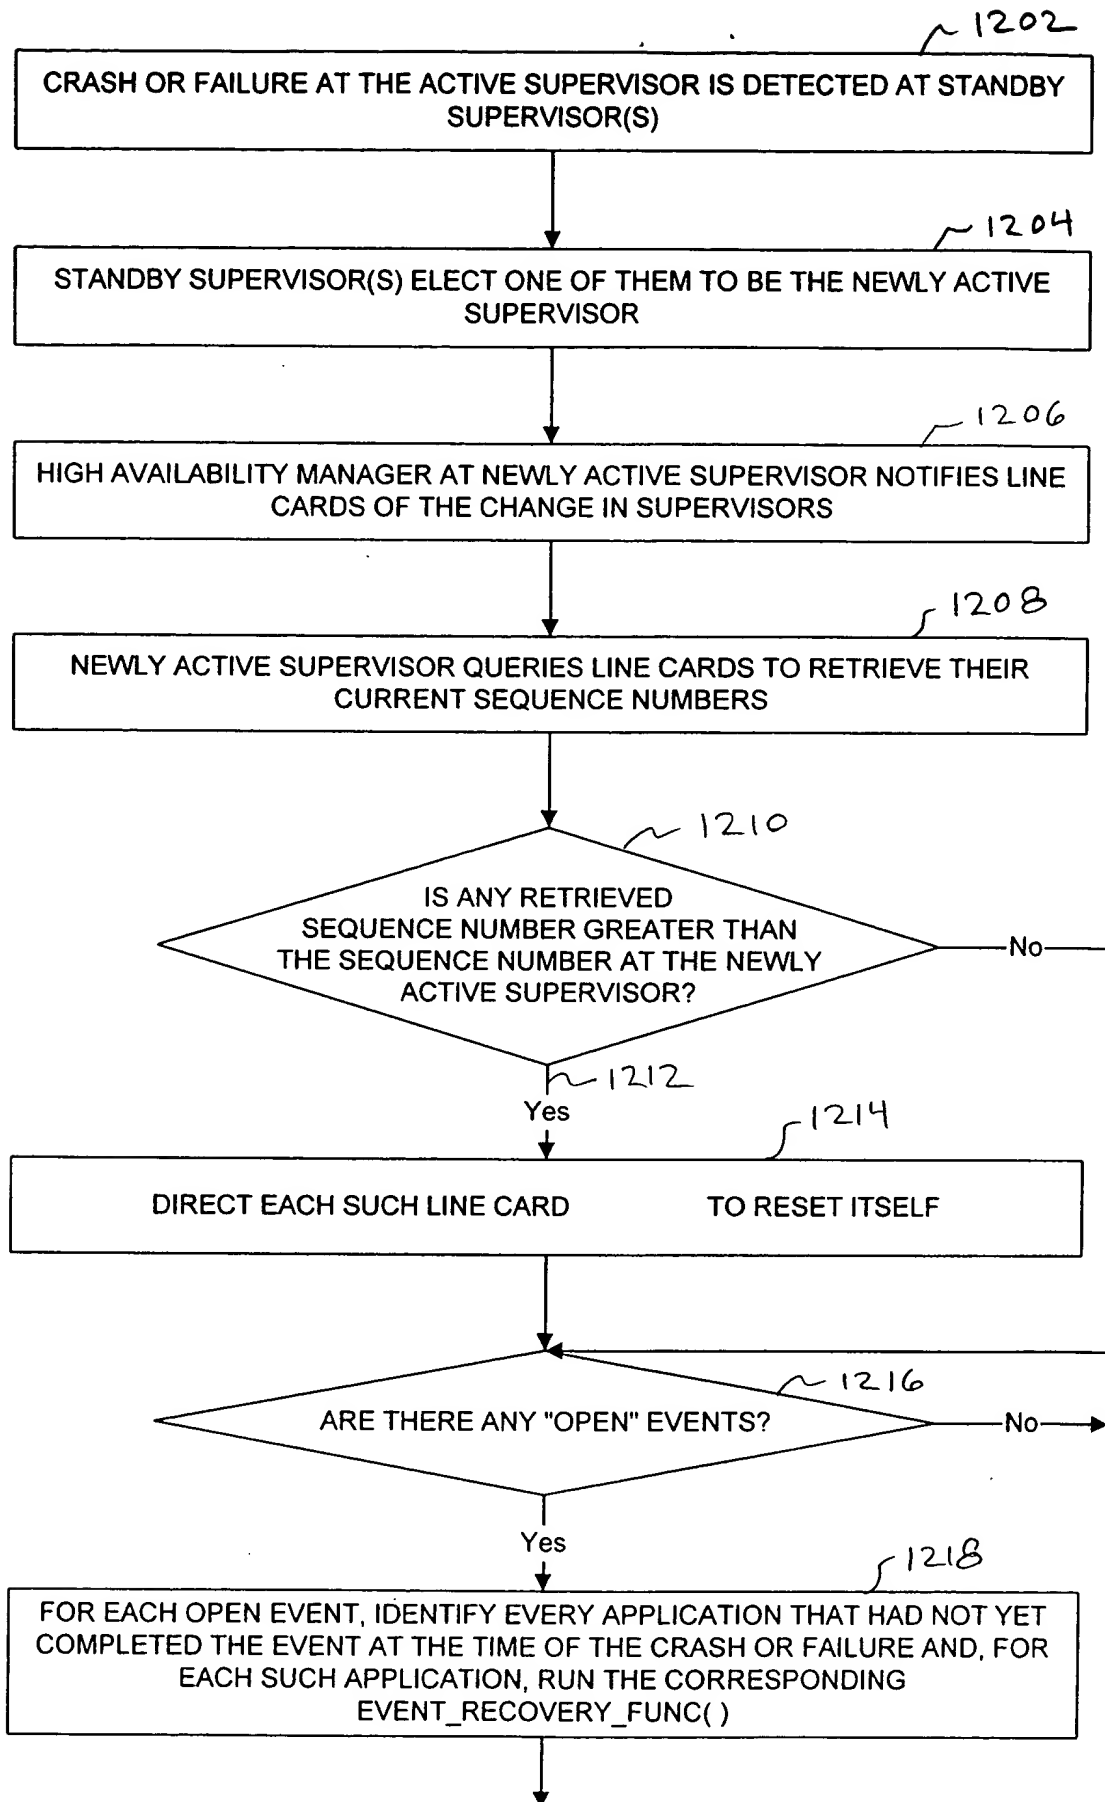 1202
CRASH OR FAILURE AT THE ACTIVE SUPERVISOR IS DETECTED AT STANDBY
SUPERVISOR(S)
1204
STANDBY SUPERVISOR(S) ELECT ONE OF THEM TO BE THE NEWLY ACTIVE
SUPERVISOR
1206
HIGH AVAILABILITY MANAGER AT NEWLY ACTIVE SUPERVISOR NOTIFIES LINE
CARDS OF THE CHANGE IN SUPERVISORS
1208
NEWLY ACTIVE SUPERVISOR QUERIES LINE CARDS TO RETRIEVE THEIR
CURRENT SEQUENCE NUMBERS
1210
IS ANY RETRIEVED
SEQUENCE NUMBER GREATER THAN
THE SEQUENCE NUMBER AT THE NEWLY
ACTIVE SUPERVISOR?
No
1212
Yes
1214
DIRECT EACH SUCH LINE CARD TO RESET ITSELF
1216
ARE THERE ANY "OPEN" EVENTS?
No
Yes
1218
FOR EACH OPEN EVENT, IDENTIFY EVERY APPLICATION THAT HAD NOT YET
COMPLETED THE EVENT AT THE TIME OF THE CRASH OR FAILURE AND, FOR
EACH SUCH APPLICATION, RUN THE CORRESPONDING
EVENT_RECOVERY_FUNC( )